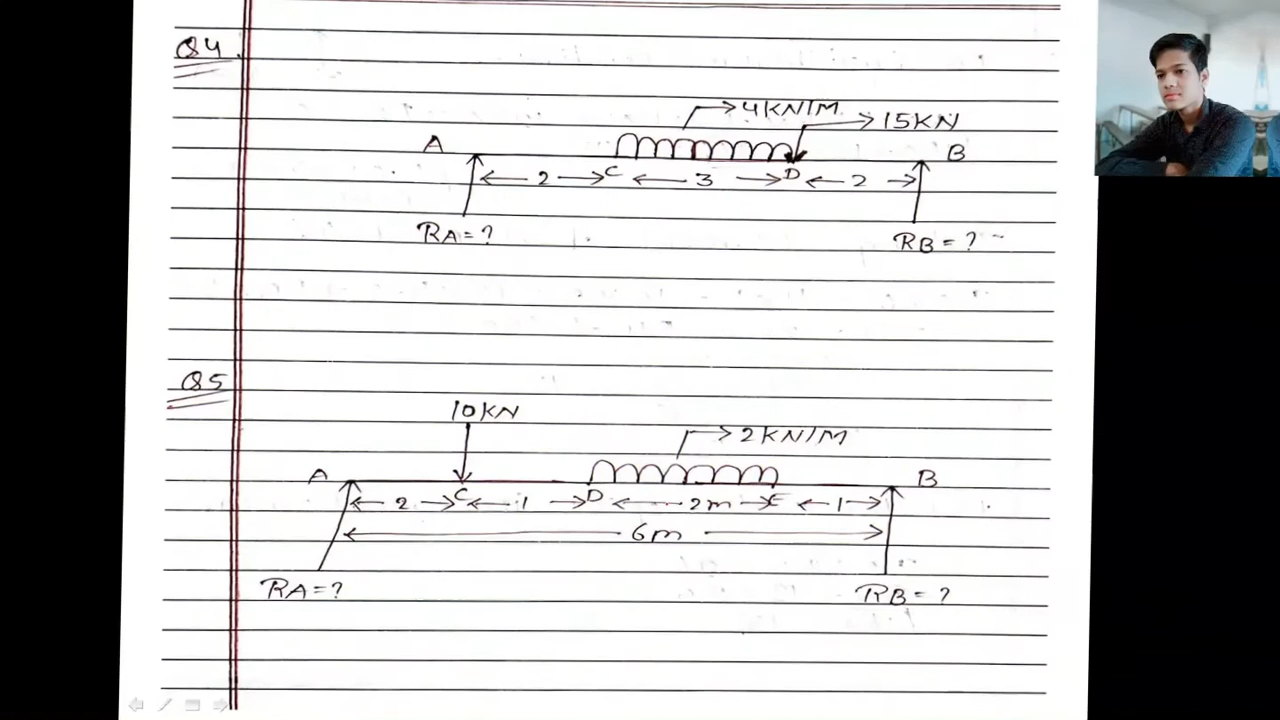 Q4.
4KN/M
15KN
A
B
2 C 3 D 2
RA = ?
RB = ?
Q5
10KN
2KN/M
A
B
2 C 1 D 2m E 1
6m
RA = ?
RB = ?